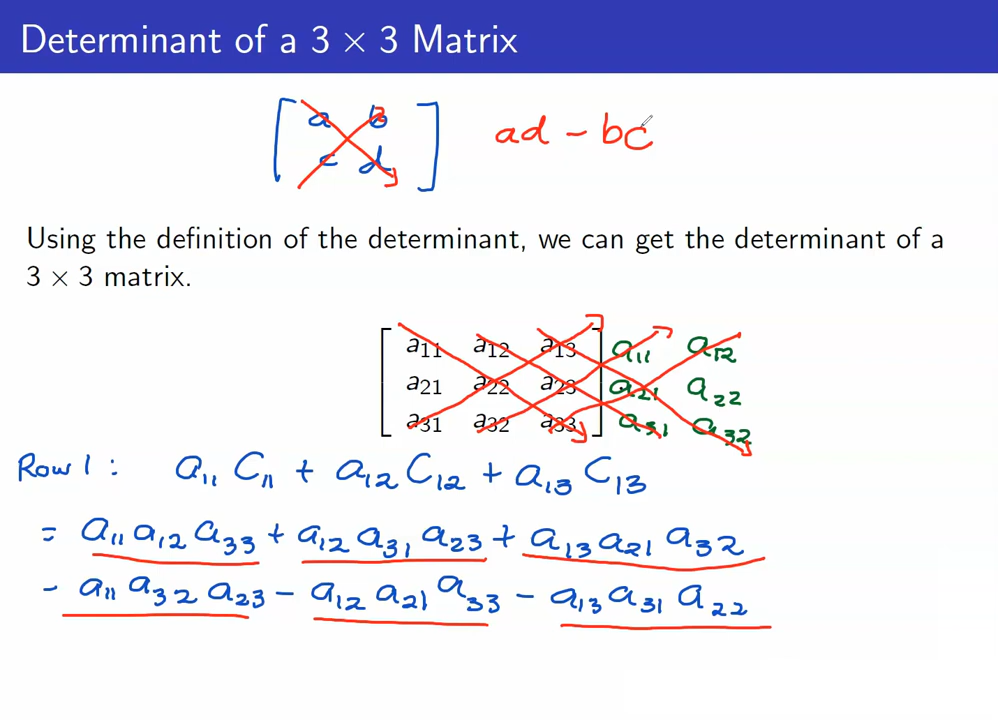 Determinant of a 3 × 3 Matrix
a b
c d
ad - bc
Using the definition of the determinant, we can get the determinant of a
3 × 3 matrix.
a11 a12 a13 a11 a12
a21 a22 a23 a21 a22
a31 a32 a33 a31 a32
Row 1 : a11 C11 + a12 C12 + a13 C13
= a11 a12 a33 + a12 a31 a23 + a13 a21 a32
- a11 a32 a23 - a12 a21 a33 - a13 a31 a22